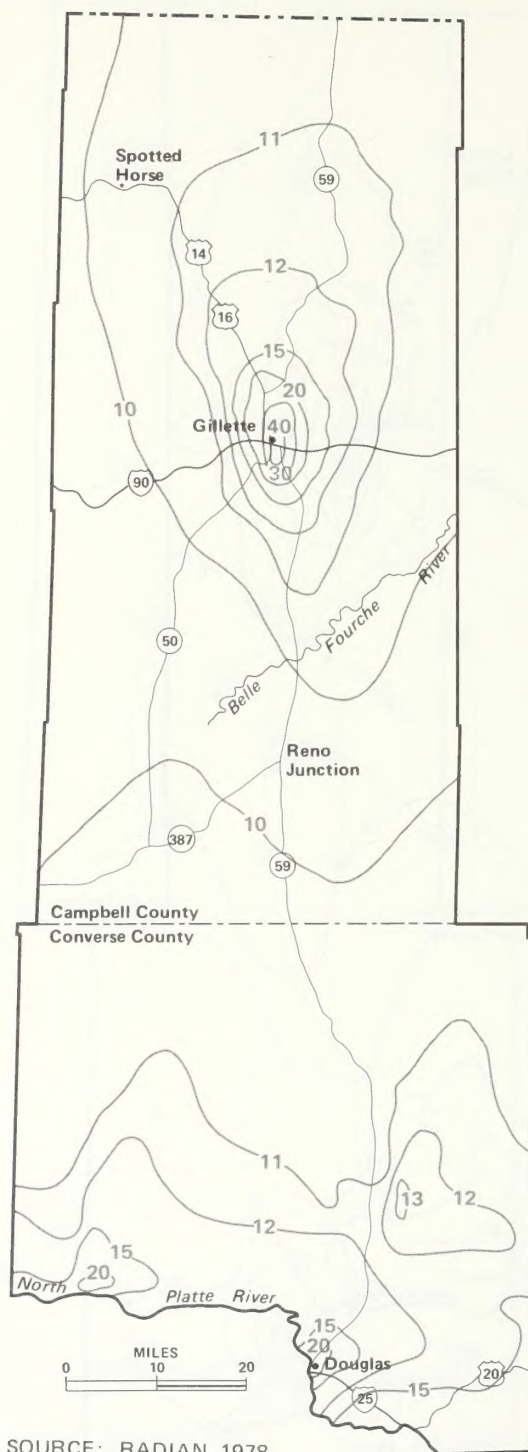 11
Spotted
Horse
59
14
12
16
15
20
10
Gillette
40
30
90
Belle Fourche River
50
Reno
Junction
10
387
59
Campbell County
Converse County
11
13
12
12
15
20
North Platte River
15
20
MILES
0 10 20
Douglas
20
25
15
SOURCE: RADIAN 1978